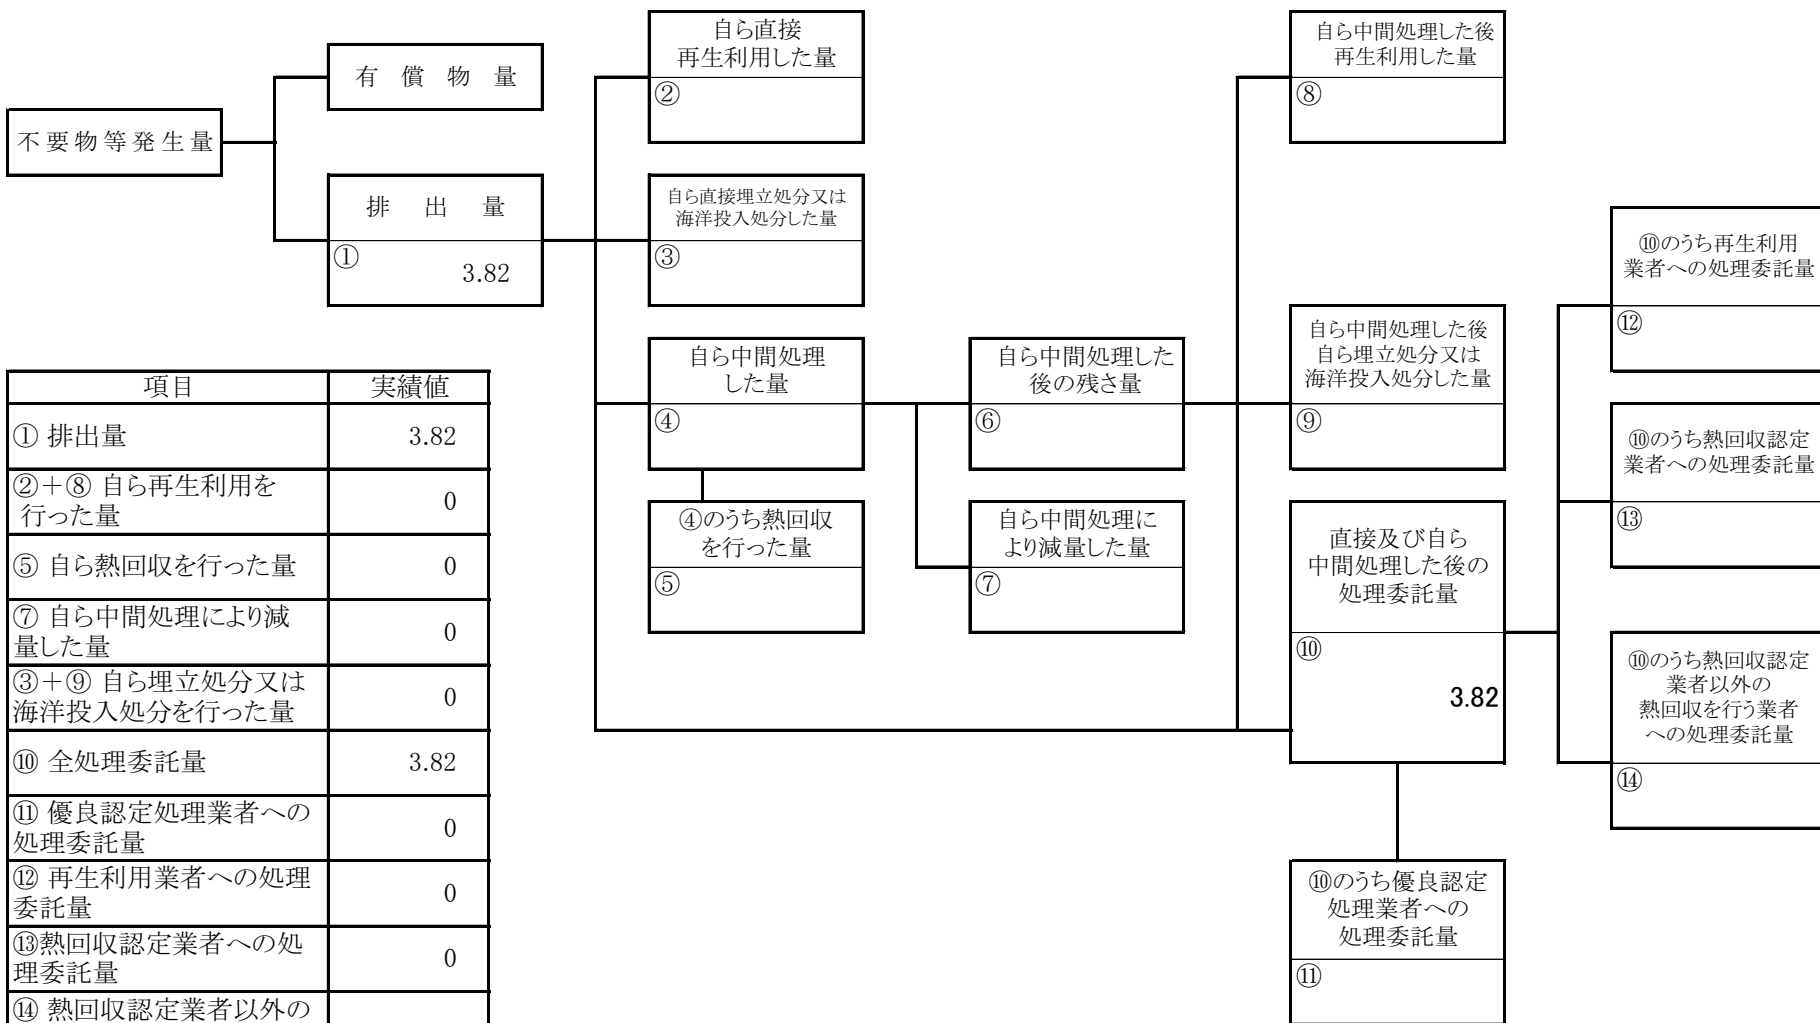 不要物等発生量
有償物量
排出量
①
3.82
自ら直接
再生利用した量
②
自ら直接埋立処分又は
海洋投入処分した量
③
自ら中間処理
した量
④
④のうち熱回収
を行った量
⑤
自ら中間処理した
後の残さ量
⑥
自ら中間処理に
より減量した量
⑦
自ら中間処理した後
再生利用した量
⑧
自ら中間処理した後
自ら埋立処分又は
海洋投入処分した量
⑨
直接及び自ら
中間処理した後の
処理委託量
⑩
3.82
⑩のうち優良認定
処理業者への
処理委託量
⑪
⑩のうち再生利用
業者への処理委託量
⑫
⑩のうち熱回収認定
業者への処理委託量
⑬
⑩のうち熱回収認定
業者以外の
熱回収を行う業者
への処理委託量
⑭
項目 実績値
① 排出量 3.82
②+⑧ 自ら再生利用を
行った量 0
⑤ 自ら熱回収を行った量 0
⑦ 自ら中間処理により減
量した量 0
③+⑨ 自ら埋立処分又は
海洋投入処分を行った量 0
⑩ 全処理委託量 3.82
⑪ 優良認定処理業者への
処理委託量 0
⑫ 再生利用業者への処理
委託量 0
⑬熱回収認定業者への処
理委託量 0
⑭ 熱回収認定業者以外の